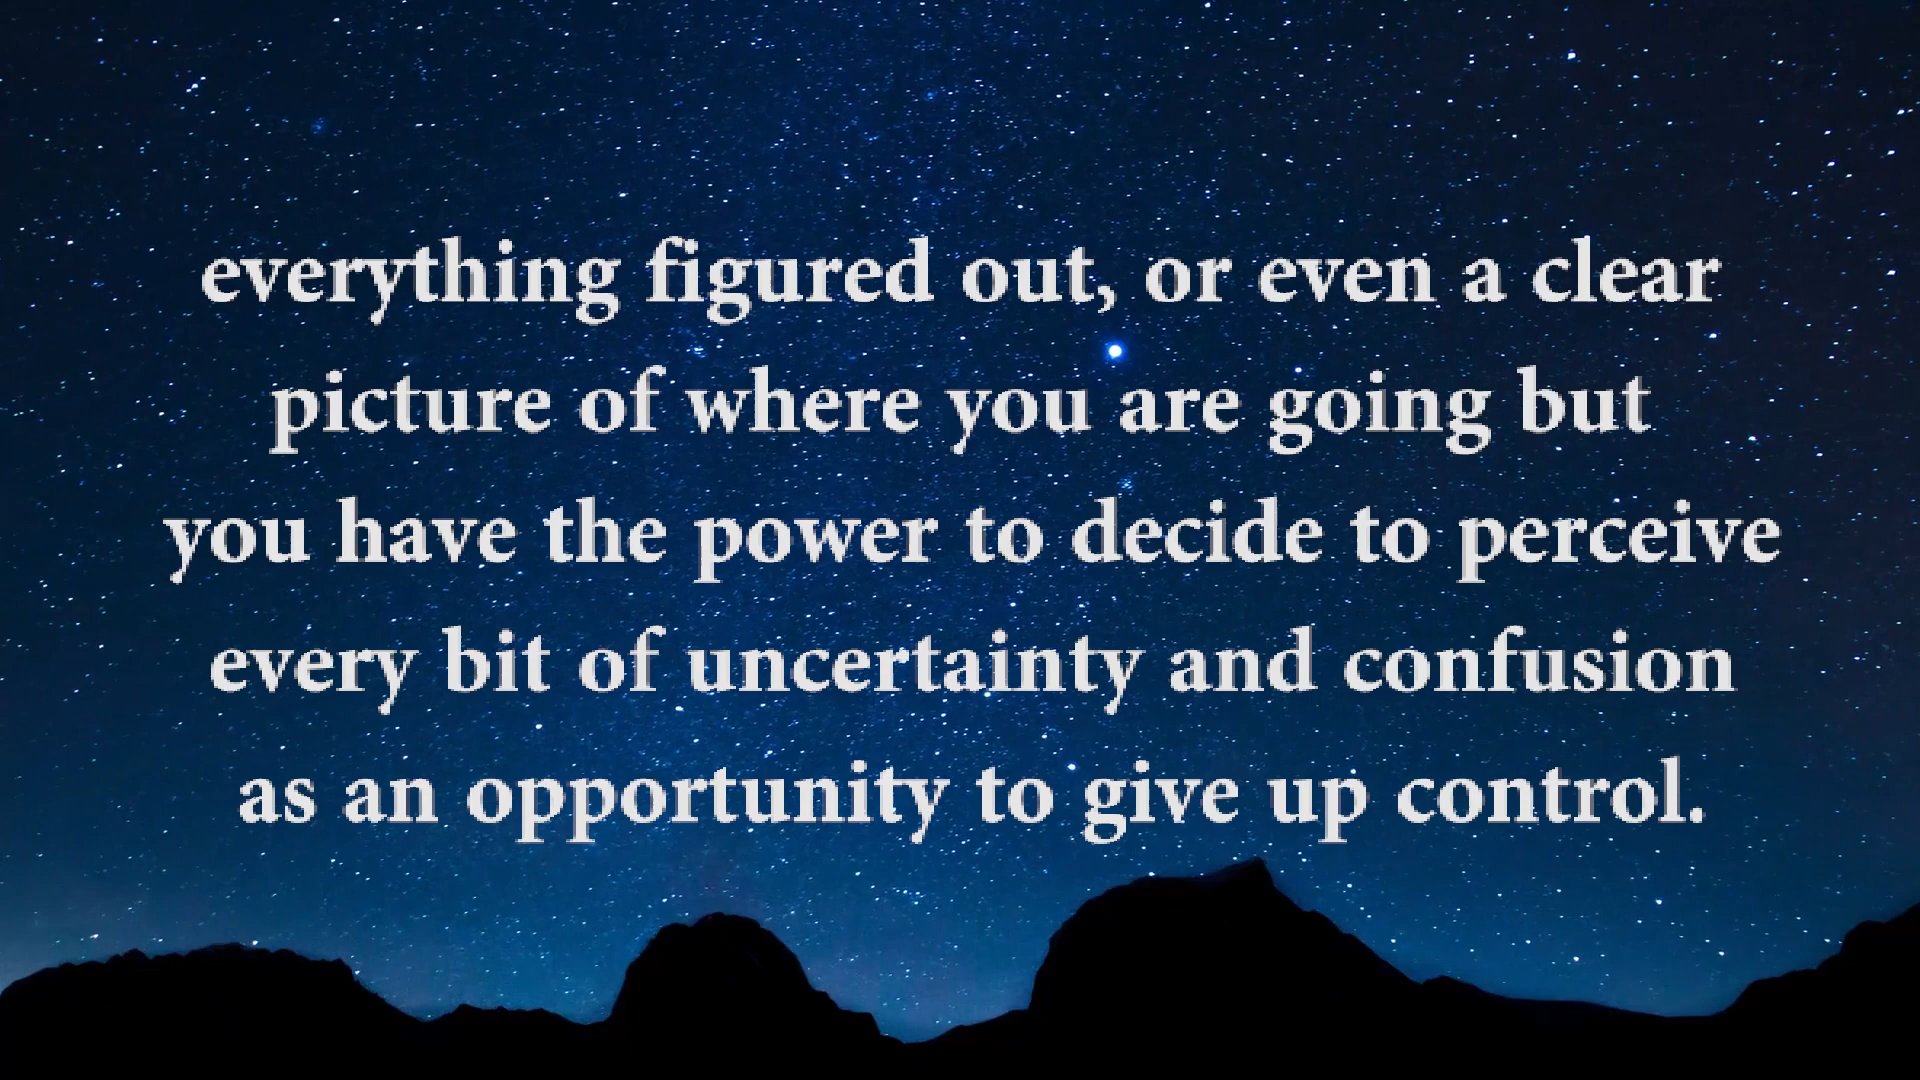 everything figured out, or even a clear
picture of where you are going but
you have the power to decide to perceive
every bit of uncertainty and confusion
as an opportunity to give up control.